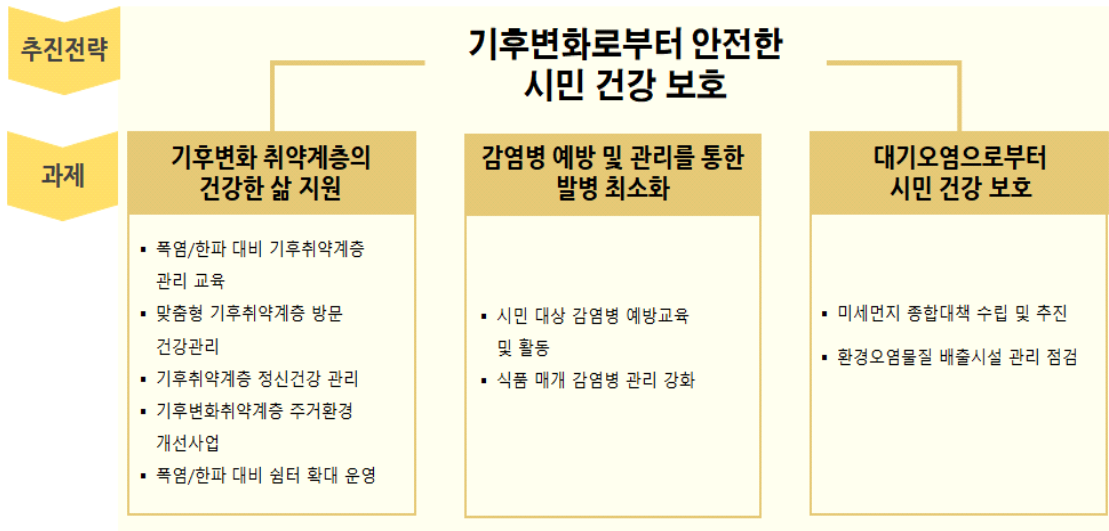 추진전략
기후변화로부터 안전한
시민 건강 보호
과제
기후변화 취약계층의
건강한 삶 지원
▪ 폭염/한파 대비 기후취약계층
관리 교육
▪ 맞춤형 기후취약계층 방문
건강관리
▪ 기후취약계층 정신건강 관리
▪ 기후변화취약계층 주거환경
개선사업
▪ 폭염/한파 대비 쉼터 확대 운영
감염병 예방 및 관리를 통한
발병 최소화
▪ 시민 대상 감염병 예방교육
및 활동
▪ 식품 매개 감염병 관리 강화
대기오염으로부터
시민 건강 보호
▪ 미세먼지 종합대책 수립 및 추진
▪ 환경오염물질 배출시설 관리 점검